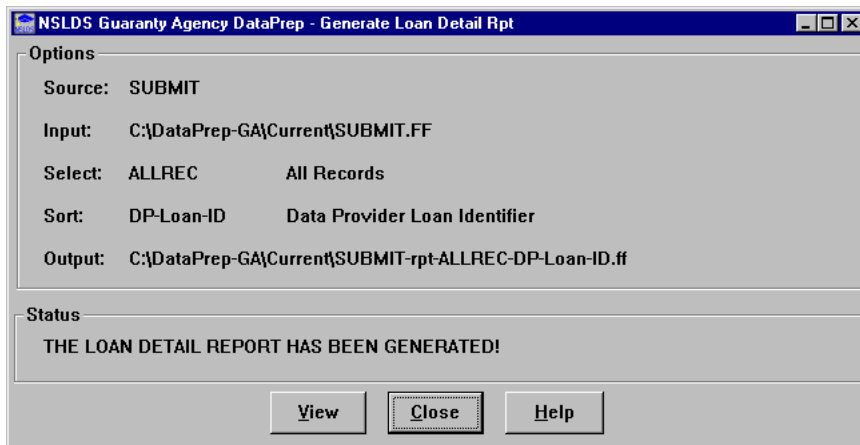 NSLDS Guaranty Agency DataPrep - Generate Loan Detail Rpt
Options
Source: SUBMIT
Input: C:\DataPrep-GA\Current\SUBMIT.FF
Select: ALLREC All Records
Sort: DP-Loan-ID Data Provider Loan Identifier
Output: C:\DataPrep-GA\Current\SUBMIT-rpt-ALLREC-DP-Loan-ID.ff
Status
THE LOAN DETAIL REPORT HAS BEEN GENERATED!
View Close Help